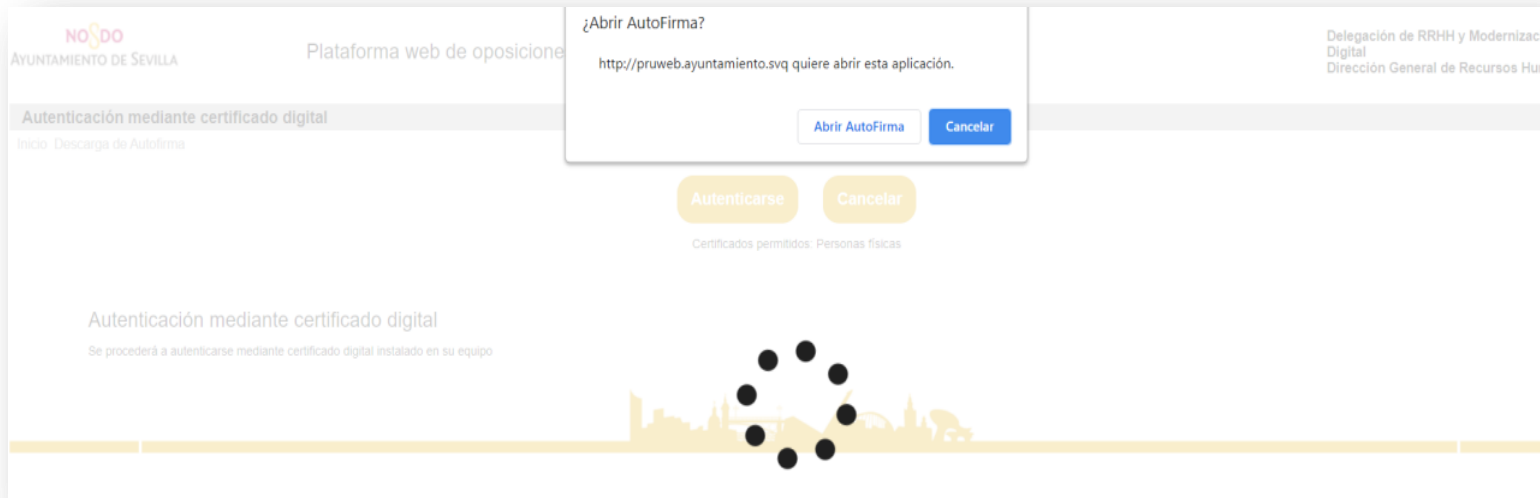 ¿Abrir AutoFirma?
http://pruweb.ayuntamiento.svq quiere abrir esta aplicación.
Abrir AutoFirma
Cancelar
NO8DO
AYUNTAMIENTO DE SEVILLA
Plataforma web de oposicione
Delegación de RRHH y Modernizac
Digital
Dirección General de Recursos Hu
Autenticación mediante certificado digital
Inicio Descarga de Autofirma
Autenticarse
Cancelar
Certificados permitidos: Personas físicas
Autenticación mediante certificado digital
Se procederá a autenticarse mediante certificado digital instalado en su equipo